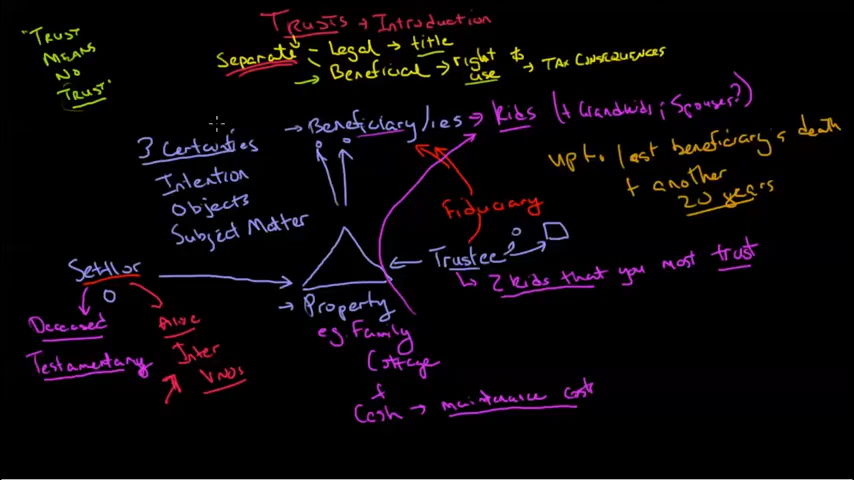 TRUSTS → Introduction
"TRUST
MEANS
NO
TRUST"
Separate - Legal → title
→ Beneficial → right $
use → TAX CONSEQUENCES
3 Certainties
Intention
Objects
Subject Matter
→ Beneficiary/ies → kids (+ Grandkids; Spouses?)
up to last beneficiary's death
+ another
20 years
Fiduciary
Trustee
↳ 2 kids that you most trust
Settlor
Deceased
Testamentary
Alive
Inter
VIVOS
→ Property
e.g. Family
Cottage
+
Cash → maintenance costs